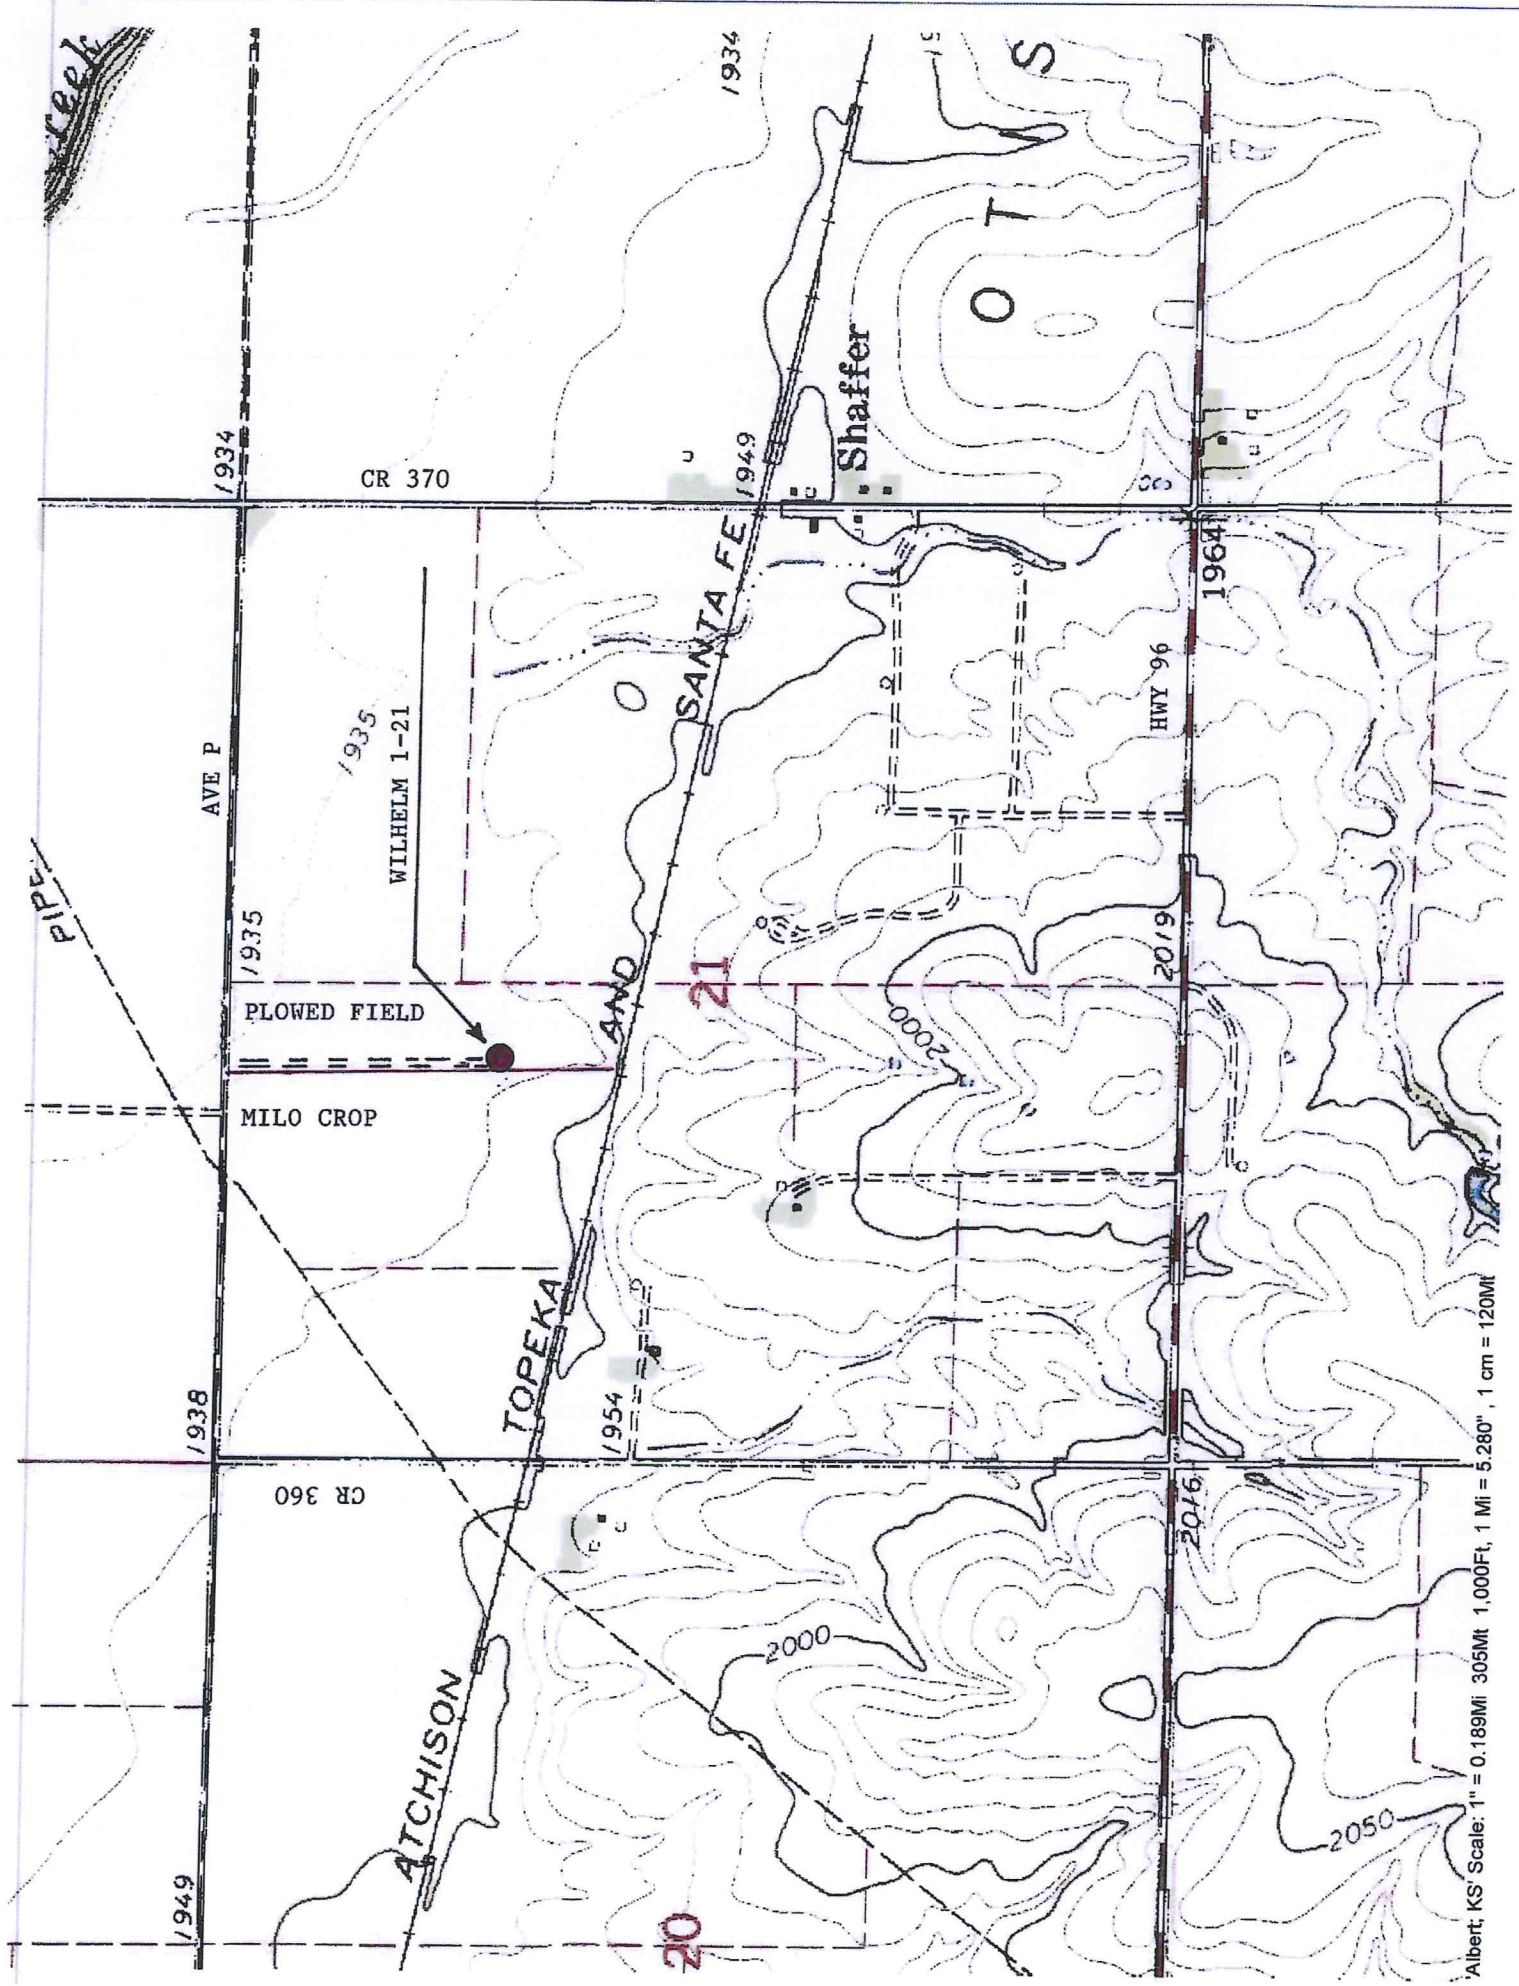 reek
1934
S
1934
CR 370
1949
Shaffer
T
O
1964
HWY 96
AVE P
1935
WILHELM 1-21
PIPE
1935
PLOWED FIELD
MILO CROP
ATCHISON TOPEKA AND SANTA FE
21
2000
2019
1938
CR 360
1954
2016
2000
1949
20
2050
Albert; KS' Scale: 1" = 0.189Mi 305Mt 1,000Ft, 1 Mi = 5.280", 1 cm = 120Mt